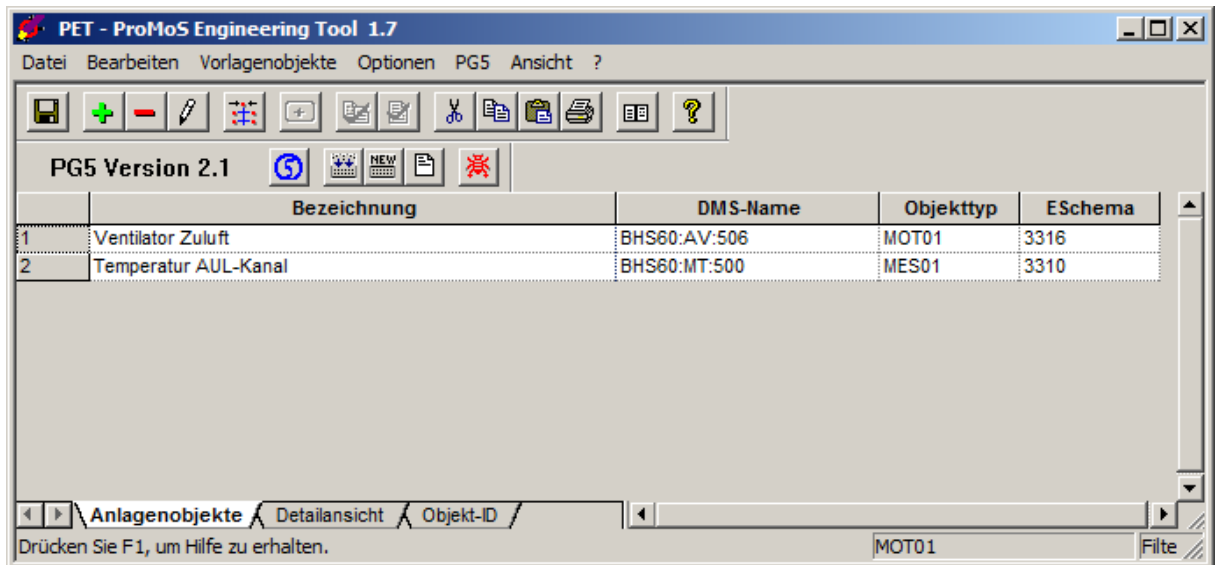 PET - ProMoS Engineering Tool 1.7
Datei Bearbeiten Vorlagenobjekte Optionen PG5 Ansicht ?
PG5 Version 2.1 NEW
Bezeichnung DMS-Name Objekttyp ESchema
1 Ventilator Zuluft BHS60:AV:506 MOT01 3316
2 Temperatur AUL-Kanal BHS60:MT:500 MES01 3310
Anlagenobjekte Detailansicht Objekt-ID
Drücken Sie F1, um Hilfe zu erhalten. MOT01 Filte